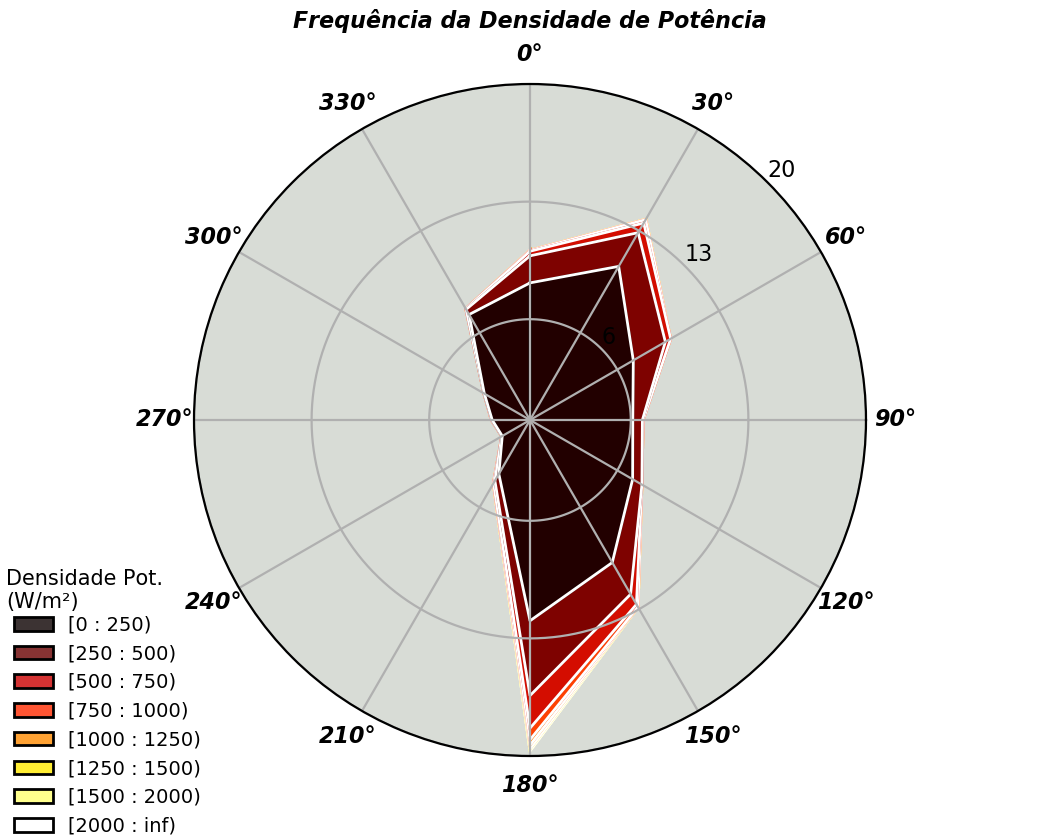 Frequência da Densidade de Potência
0°
330°
30°
20
300°
60°
13
6
270°
90°
240°
120°
210°
150°
180°
Densidade Pot.
(W/m²)
[0 : 250)
[250 : 500)
[500 : 750)
[750 : 1000)
[1000 : 1250)
[1250 : 1500)
[1500 : 2000)
[2000 : inf)